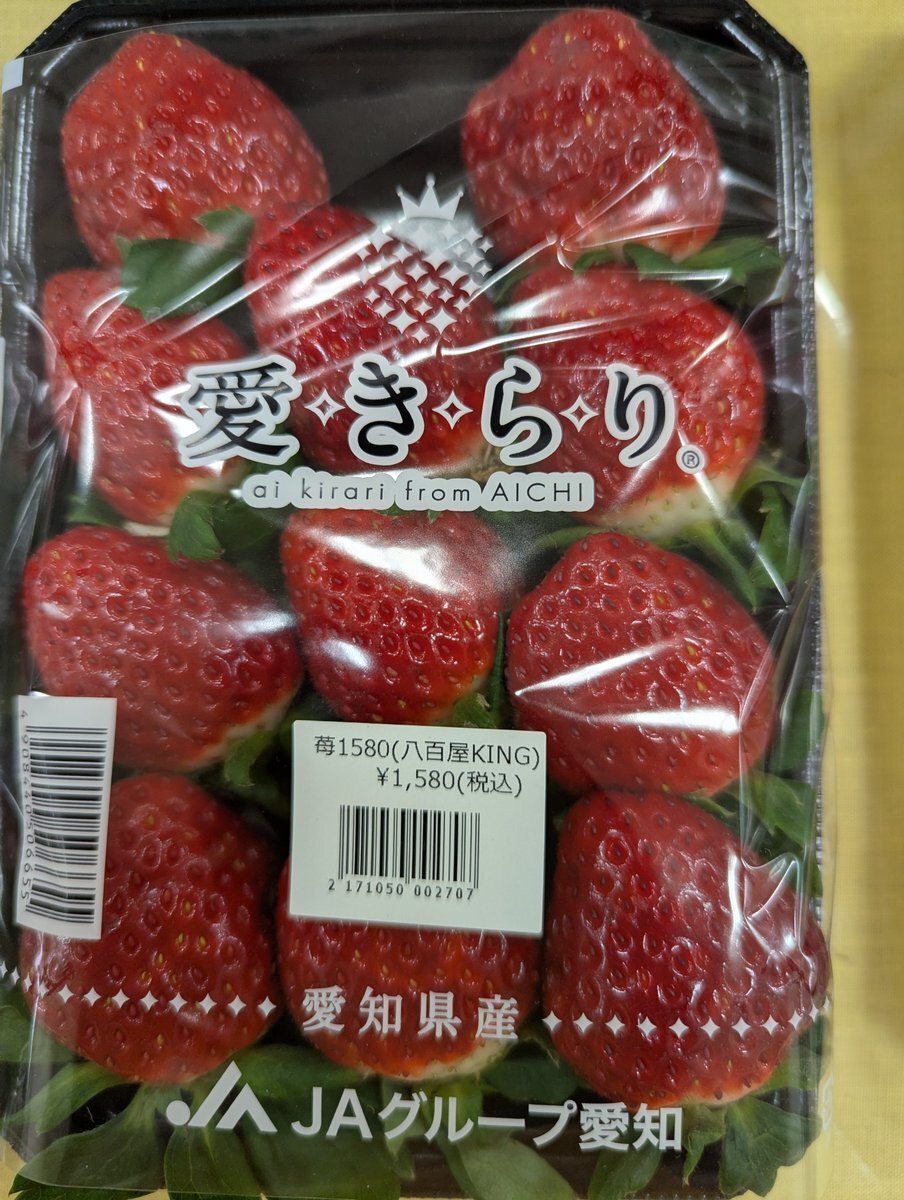 愛きらり®
ai kirari from AICHI
苺1580(八百屋KING)
¥1,580(税込)
2 171050 002707
4908440506655
愛知県産
JAグループ愛知